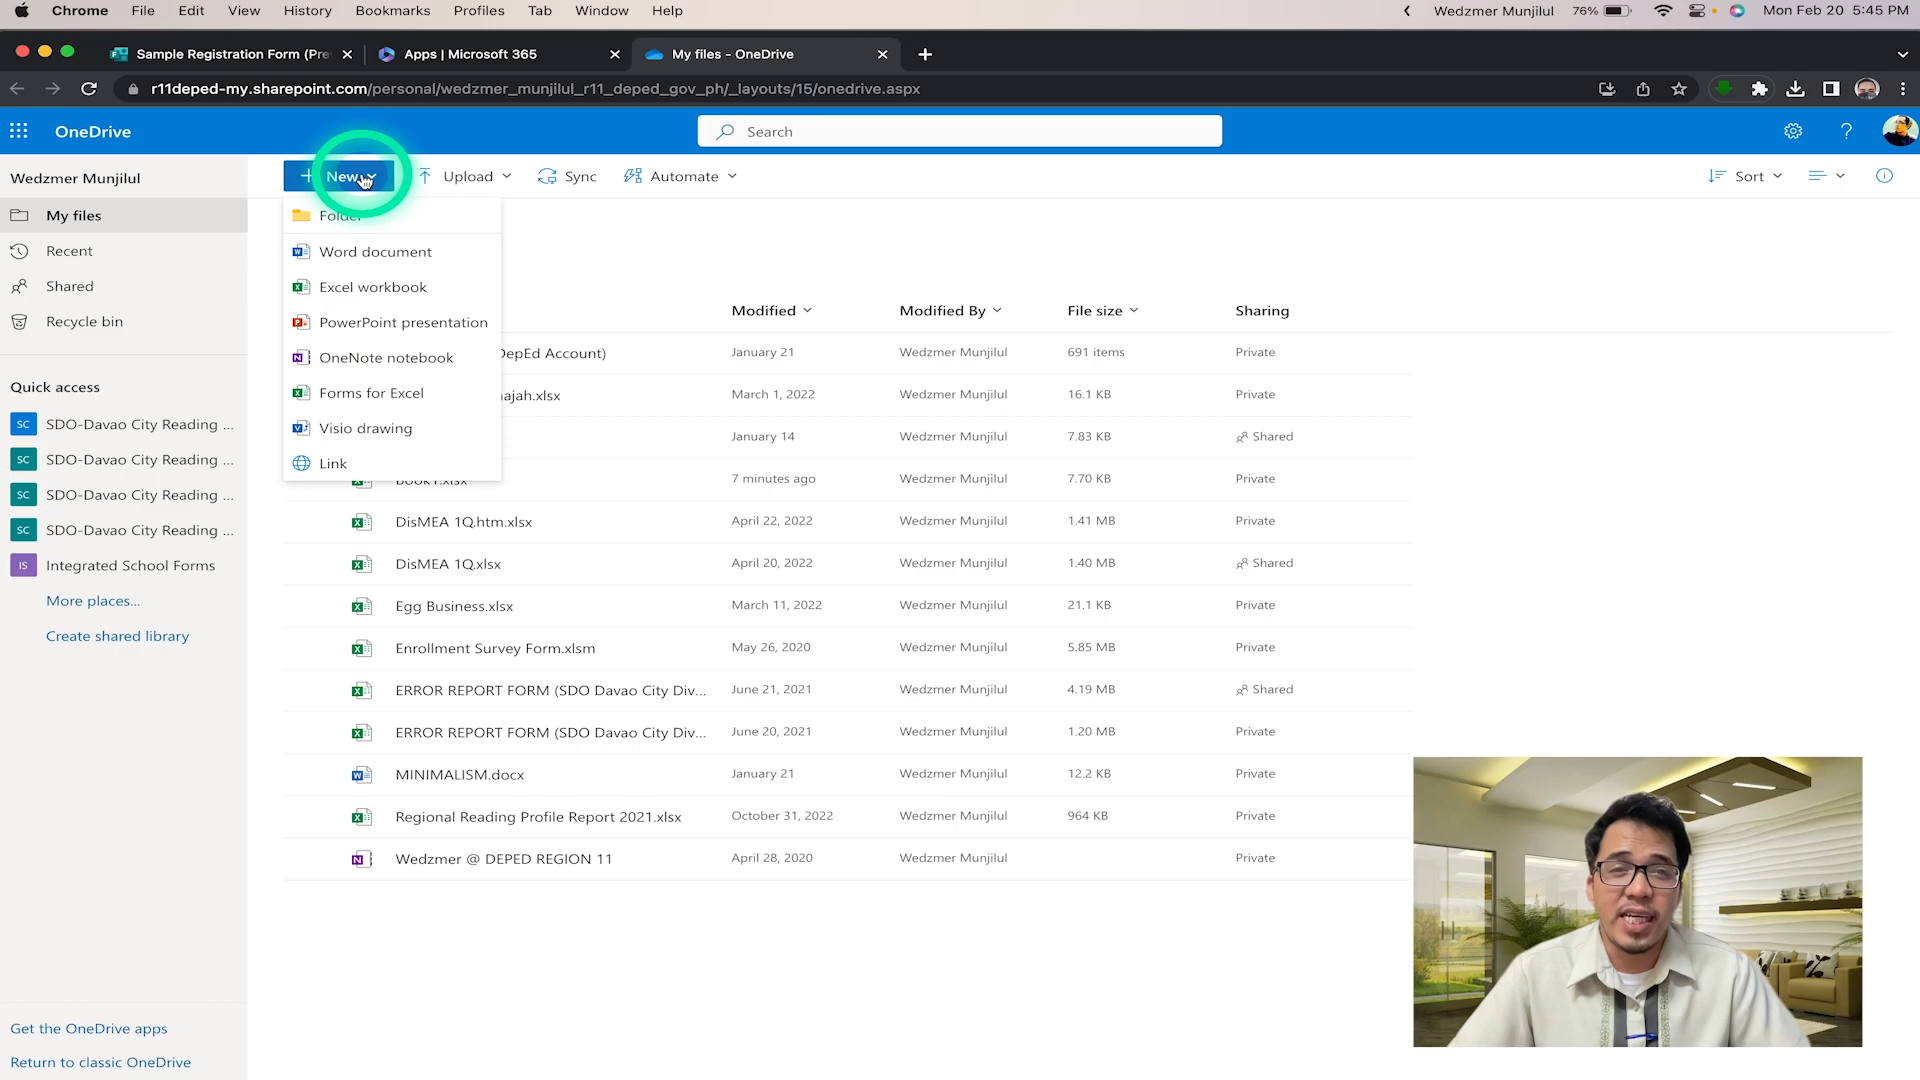 Chrome File Edit View History Bookmarks Profiles Tab Window Help
Wedzmer Munjilul 76% Mon Feb 20 5:45 PM
Sample Registration Form (Pre
Apps | Microsoft 365
My files - OneDrive
r11deped-my.sharepoint.com/personal/wedzmer_munjilul_r11_deped_gov_ph/_layouts/15/onedrive.aspx
OneDrive
Search
?
Wedzmer Munjilul
New
Upload
Sync
Automate
Sort
My files
Recent
Shared
Recycle bin
Quick access
SC SDO-Davao City Reading ...
SC SDO-Davao City Reading ...
SC SDO-Davao City Reading ...
SC SDO-Davao City Reading ...
IS Integrated School Forms
More places...
Create shared library
Get the OneDrive apps
Return to classic OneDrive
Folder
Word document
Excel workbook
PowerPoint presentation
OneNote notebook
Forms for Excel
Visio drawing
Link
Modified Modified By File size Sharing
DepEd Account) January 21 Wedzmer Munjilul 691 items Private
ajah.xlsx March 1, 2022 Wedzmer Munjilul 16.1 KB Private
January 14 Wedzmer Munjilul 7.83 KB Shared
Book1.xlsx 7 minutes ago Wedzmer Munjilul 7.70 KB Private
DisMEA 1Q.htm.xlsx April 22, 2022 Wedzmer Munjilul 1.41 MB Private
DisMEA 1Q.xlsx April 20, 2022 Wedzmer Munjilul 1.40 MB Shared
Egg Business.xlsx March 11, 2022 Wedzmer Munjilul 21.1 KB Private
Enrollment Survey Form.xlsm May 26, 2020 Wedzmer Munjilul 5.85 MB Private
ERROR REPORT FORM (SDO Davao City Div... June 21, 2021 Wedzmer Munjilul 4.19 MB Shared
ERROR REPORT FORM (SDO Davao City Div... June 20, 2021 Wedzmer Munjilul 1.20 MB Private
MINIMALISM.docx January 21 Wedzmer Munjilul 12.2 KB Private
Regional Reading Profile Report 2021.xlsx October 31, 2022 Wedzmer Munjilul 964 KB Private
Wedzmer @ DEPED REGION 11 April 28, 2020 Wedzmer Munjilul Private